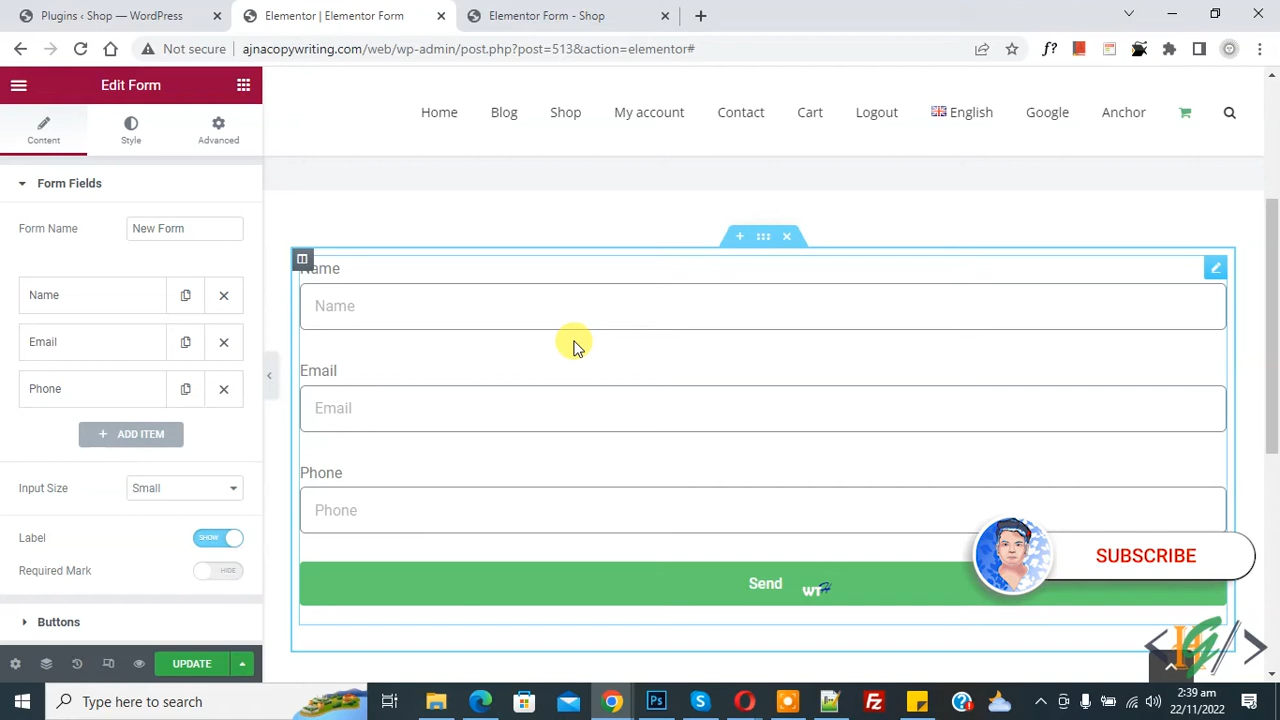 Plugins ‹ Shop — WordPress
Elementor | Elementor Form
Elementor Form - Shop
Not secure
ajnacopywriting.com/web/wp-admin/post.php?post=513&action=elementor#
Edit Form
Content
Style
Advanced
Home
Blog
Shop
My account
Contact
Cart
Logout
English
Google
Anchor
Form Fields
Form Name
New Form
Name
Email
Phone
+ ADD ITEM
Input Size
Small
Label
SHOW
Required Mark
HIDE
Buttons
UPDATE
Name
Name
Email
Email
Phone
Phone
Send
SUBSCRIBE
Type here to search
2:39 am
22/11/2022